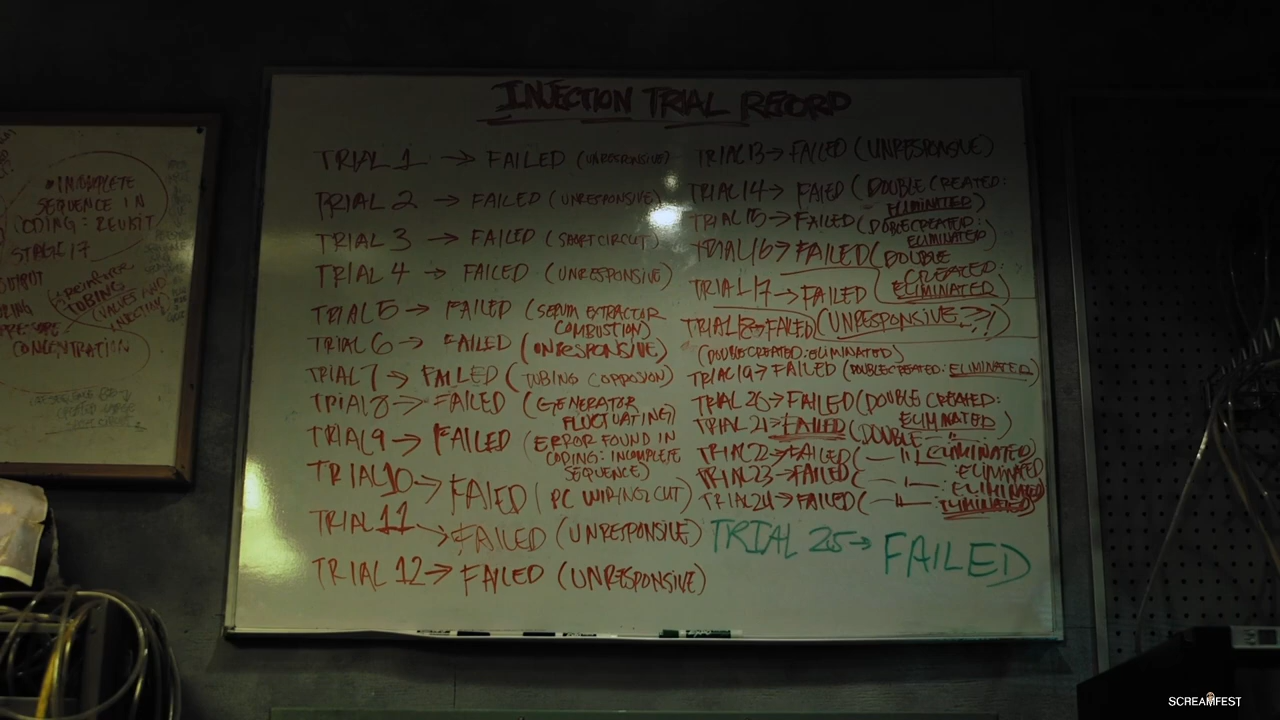 INJECTION TRIAL RECORD
TRIAL 1 → FAILED (UNRESPONSIVE)
TRIAL 2 → FAILED (UNRESPONSIVE)
TRIAL 3 → FAILED (SHORT CIRCUT)
TRIAL 4 → FAILED (UNRESPONSIVE)
TRIAL 5 → FAILED (SERUM EXTRACTOR
COMBUSTION)
TRIAL 6 → FAILED (UNRESPONSIVE)
TRIAL 7 → FAILED (TUBING CORROSION)
TRIAL 8 → FAILED (GENERATOR
FLUCTUATING)
TRIAL 9 → FAILED (ERROR FOUND IN
CODING: INCOMPLETE
SEQUENCE)
TRIAL 10 → FAILED (PC WIRING CUT)
TRIAL 11 → FAILED (UNRESPONSIVE)
TRIAL 12 → FAILED (UNRESPONSIVE)
TRIAL 13 → FAILED (UNRESPONSIVE)
TRIAL 14 → FAILED (DOUBLE CREATED:
ELIMINATED)
TRIAL 15 → FAILED (DOUBLE CREATED:
ELIMINATED)
TRIAL 16 → FAILED (DOUBLE
CREATED:
ELIMINATED)
TRIAL 17 → FAILED
(UNRESPONSIVE??!)
TRIAL 18 → FAILED
(DOUBLE CREATED: ELIMINATED)
TRIAL 19 → FAILED (DOUBLE CREATED: ELIMINATED)
TRIAL 20 → FAILED (DOUBLE CREATED:
ELIMINATED)
TRIAL 21 → FAILED (DOUBLE — " —
ELIMINATED)
TRIAL 22 → FAILED ( — " —
: ELIMINATED
TRIAL 23 → FAILED ( — " —
: ELIMINATED
TRIAL 24 → FAILED ( — " —
ELIMINATED)
TRIAL 25 → FAILED
• INCOMPLETE
SEQUENCE IN
CODING: REVISIT
STAGE 17
TUBING
(VALVES AND
INJECTION)
CONCENTRATION
SCREAMFEST